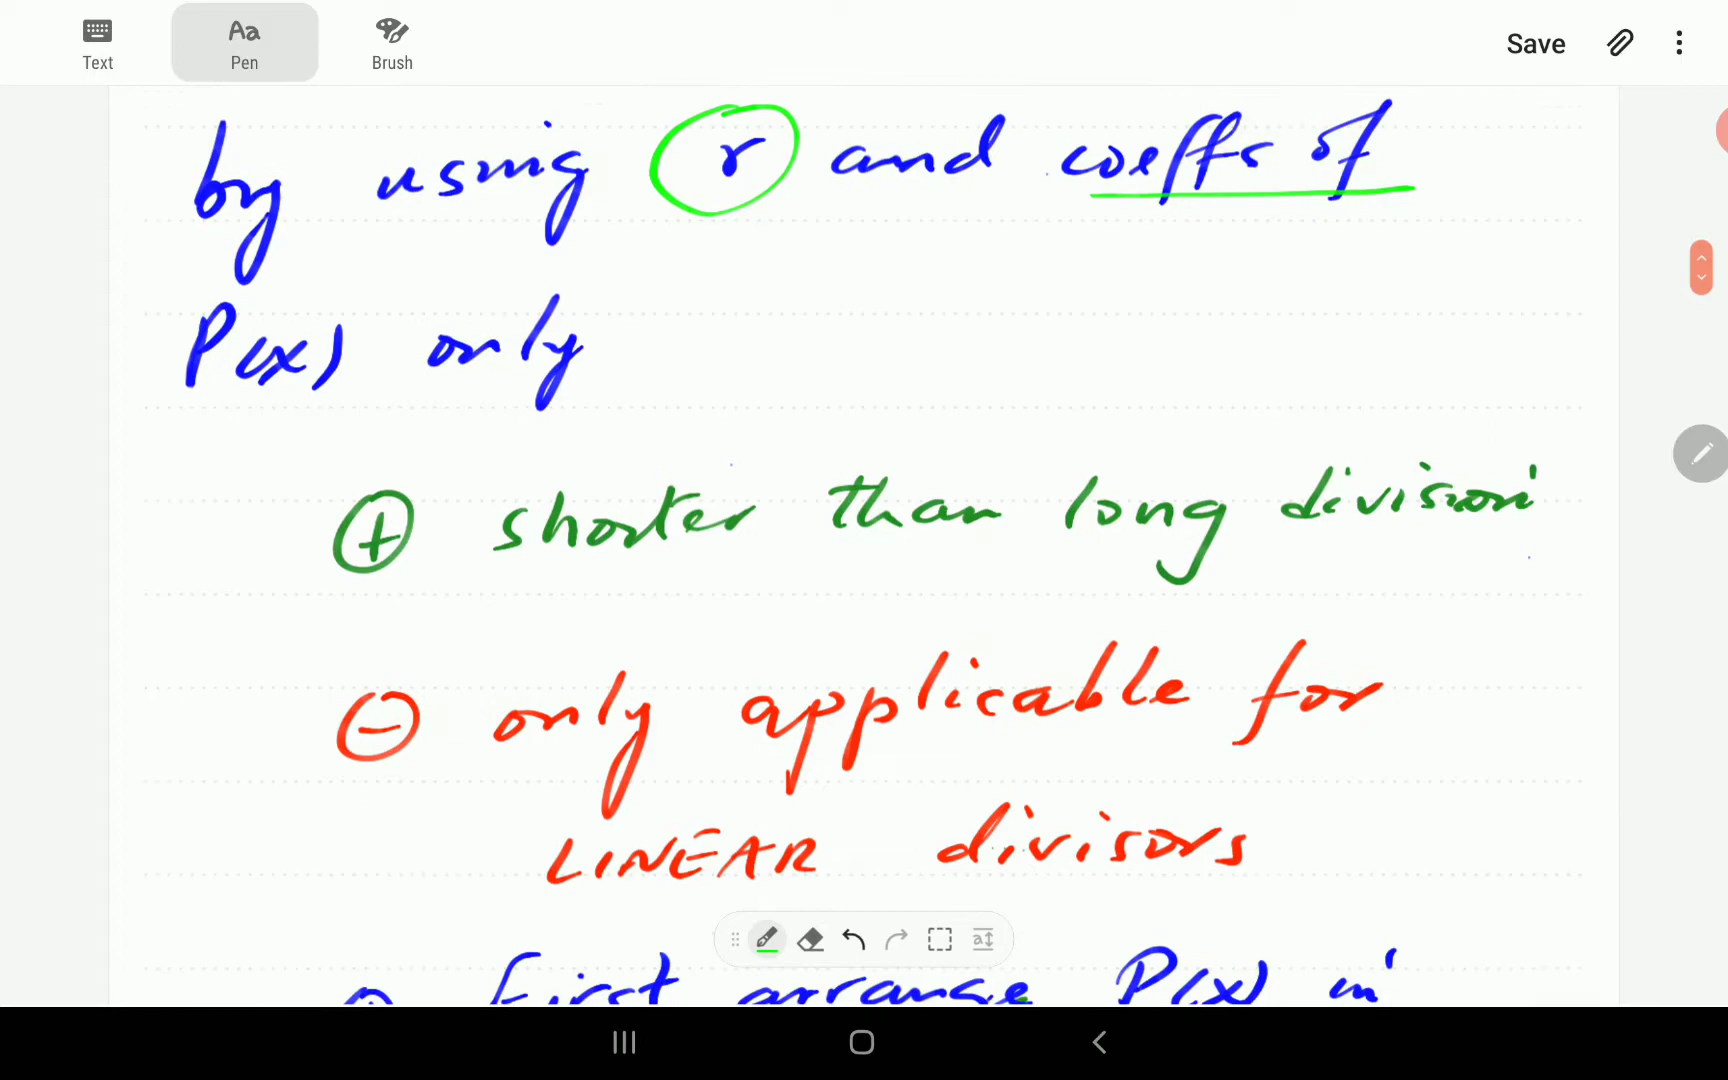 Text
Aa
Pen
Brush
Save
by using r and coeffs of
P(x) only
+ shorter than long division
- only applicable for
LINEAR divisors
First arrange P(x) in